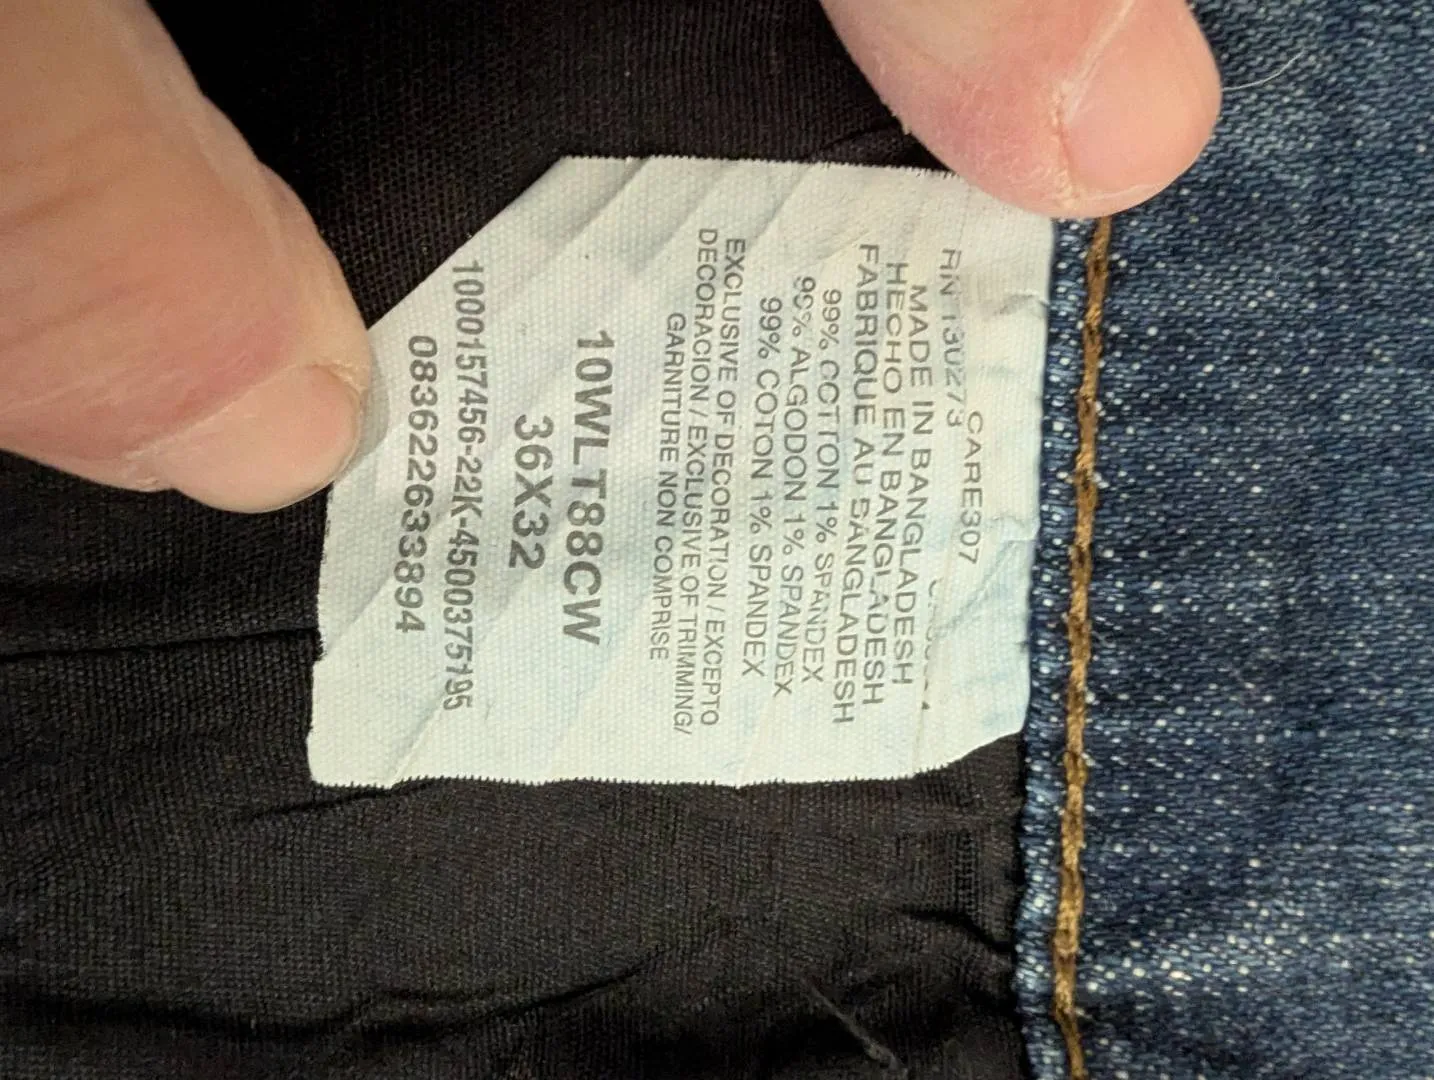 CARE307
RN 130273
MADE IN BANGLADESH
HECHO EN BANGLADESH
FABRIQUE AU BANGLADESH
99% COTTON 1% SPANDEX
99% ALGODON 1% SPANDEX
99% COTON 1% SPANDEX
EXCLUSIVE OF DECORATION / EXCEPTO
DECORACION / EXCLUSIVE OF TRIMMING/
GARNITURE NON COMPRISE
10WLT88CW
36X32
1000157456-22K-4500375195
083622633894